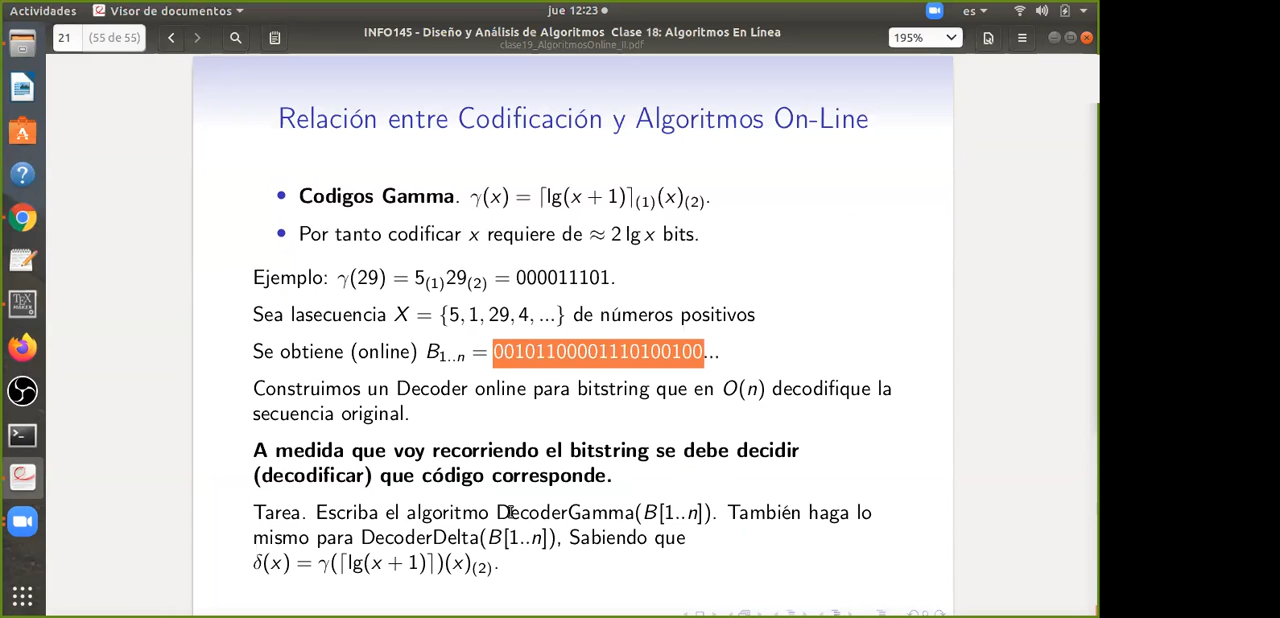 Actividades Visor de documentos jue 12:23 es
21 (55 de 55) INFO145 - Diseño y Análisis de Algoritmos Clase 18: Algoritmos En Línea 195%
clase19_AlgoritmosOnline_II.pdf
Relación entre Codificación y Algoritmos On-Line
• Codigos Gamma. γ(x) = ⌈lg(x + 1)⌉(1)(x)(2).
• Por tanto codificar x requiere de ≈ 2 lg x bits.
Ejemplo: γ(29) = 5(1)29(2) = 000011101.
Sea lasecuencia X = {5, 1, 29, 4, ...} de números positivos
Se obtiene (online) B1..n = 00101100001110100100...
Construimos un Decoder online para bitstring que en O(n) decodifique la
secuencia original.
A medida que voy recorriendo el bitstring se debe decidir
(decodificar) que código corresponde.
Tarea. Escriba el algoritmo DecoderGamma(B[1..n]). También haga lo
mismo para DecoderDelta(B[1..n]), Sabiendo que
δ(x) = γ(⌈lg(x + 1)⌉)(x)(2).